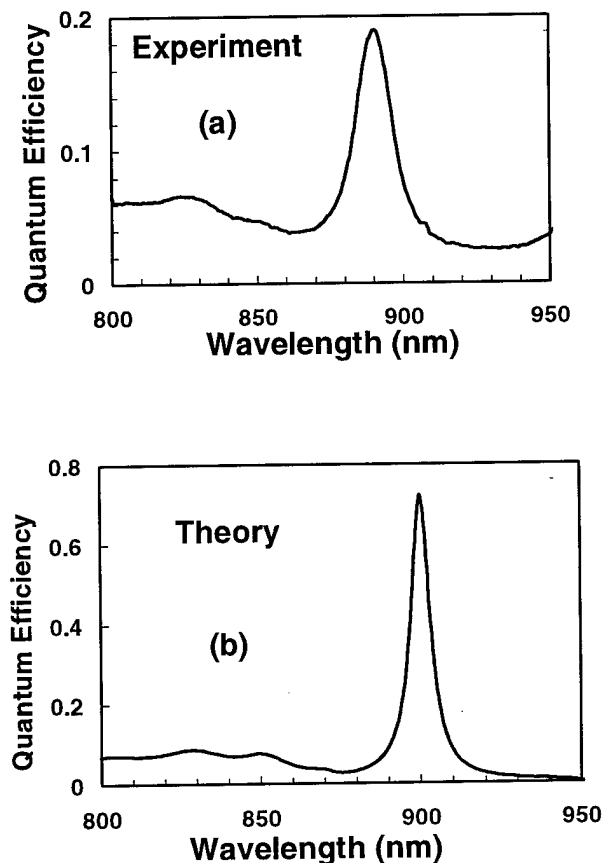 0.2
Experiment
(a)
0.1
0
Quantum Efficiency
800 850 900 950
Wavelength (nm)
0.8
Theory
0.6
0.4
(b)
0.2
0
Quantum Efficiency
800 850 900 950
Wavelength (nm)